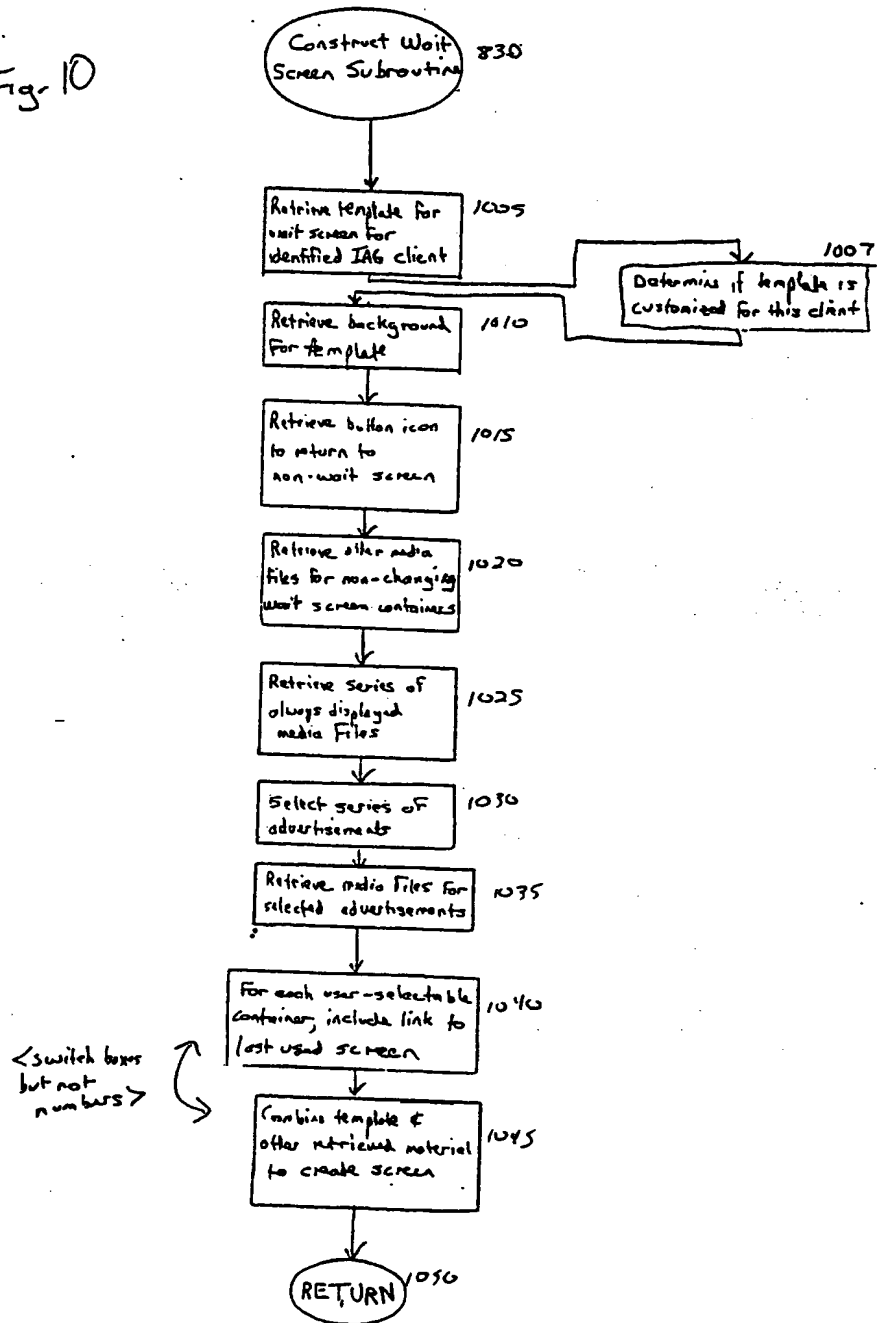 Fig. 10
Construct Wait
Screen Subroutine
830
Retrieve template for
wait screen for
identified IAG client
1005
1007
Determine if template is
customized for this client
Retrieve background
For template
1010
Retrieve button icon
to return to
non-wait screen
1015
Retrieve other media
files for non-changing
wait screen containers
1020
Retrieve series of
always displayed
media Files
1025
Select series of
advertisements
1030
Retrieve media Files for
selected advertisements
1035
For each user-selectable
container, include link to
last used screen
1040
<switch boxes
but not
numbers>
Combine template &
other retrieved material
to create screen
1045
RETURN
1050